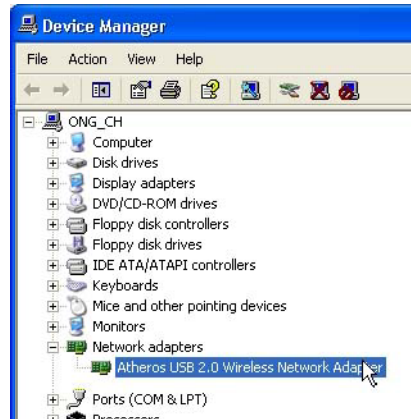 Device Manager
File Action View Help
ONG_CH
Computer
Disk drives
Display adapters
DVD/CD-ROM drives
Floppy disk controllers
Floppy disk drives
IDE ATA/ATAPI controllers
Keyboards
Mice and other pointing devices
Monitors
Network adapters
Atheros USB 2.0 Wireless Network Adapter
Ports (COM & LPT)
Processors